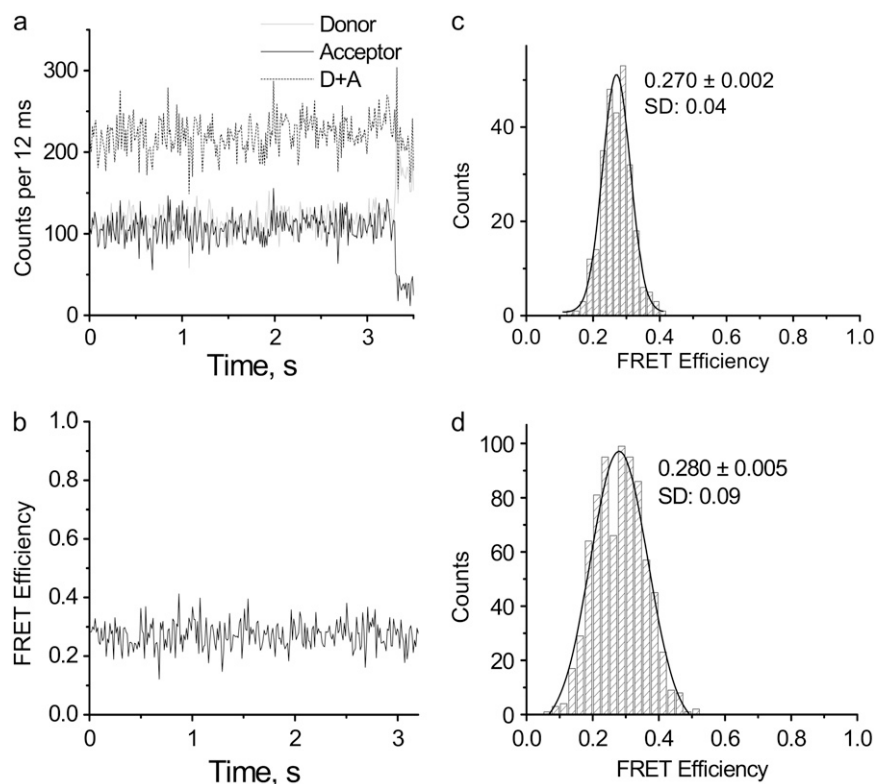 a
Donor
Acceptor
D+A
300
200
100
0
Counts per 12 ms
0 1 2 3
Time, s
c
0.270 ± 0.002
SD: 0.04
40
20
0
Counts
0.0 0.2 0.4 0.6 0.8 1.0
FRET Efficiency
b
1.0
0.8
0.6
0.4
0.2
0.0
FRET Efficiency
0 1 2 3
Time, s
d
0.280 ± 0.005
SD: 0.09
100
80
60
40
20
0
Counts
0.0 0.2 0.4 0.6 0.8 1.0
FRET Efficiency